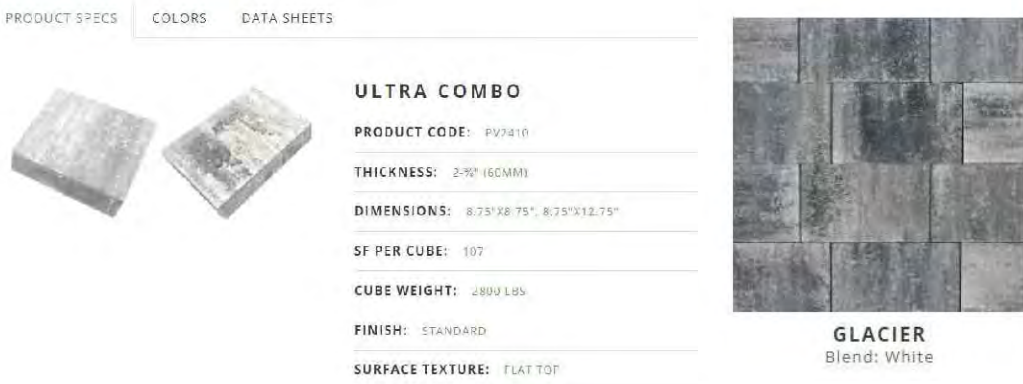 PRODUCT SPECS COLORS DATA SHEETS
ULTRA COMBO
PRODUCT CODE: PV2410
THICKNESS: 2-⅜" (60MM)
DIMENSIONS: 8.75"X8.75", 8.75"X12.75"
SF PER CUBE: 107
CUBE WEIGHT: 2800 LBS
FINISH: STANDARD
SURFACE TEXTURE: FLAT TOP
GLACIER
Blend: White